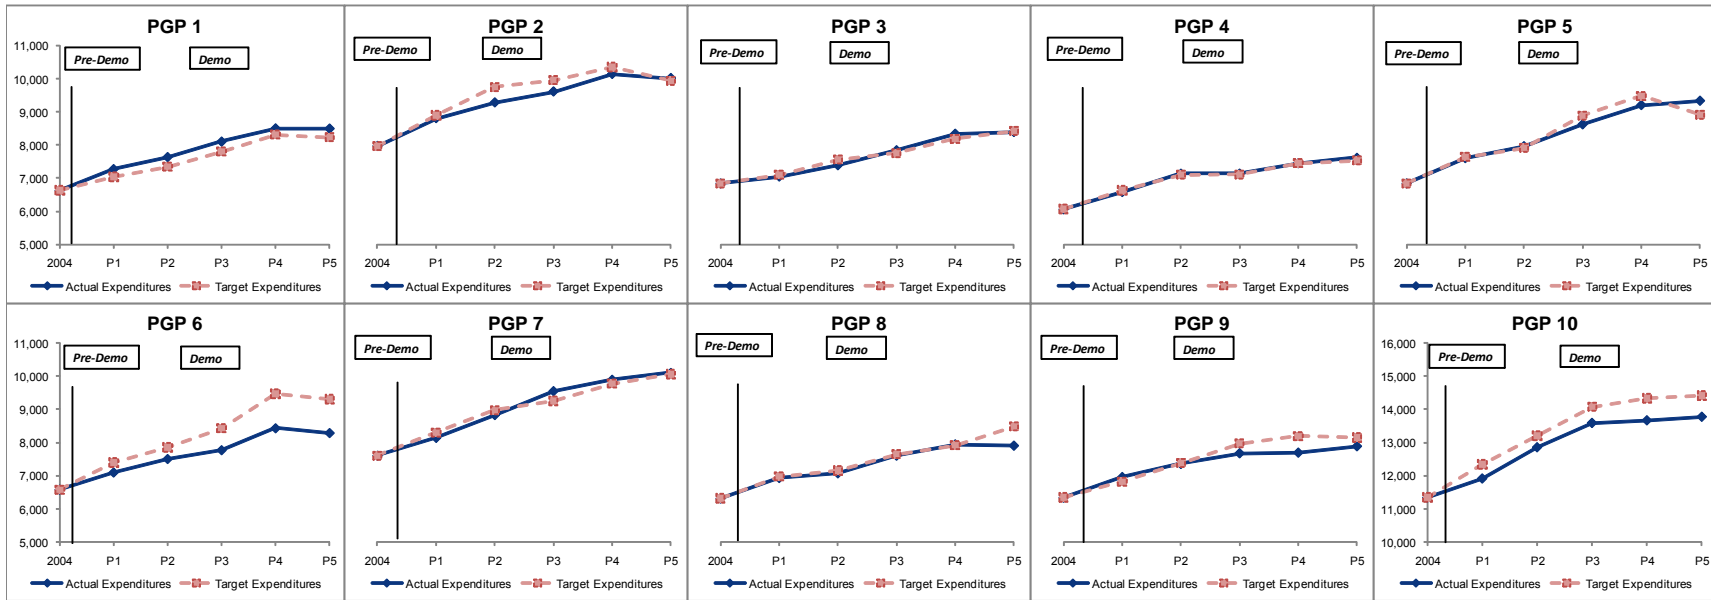 PGP 1
11,000
10,000
9,000
8,000
7,000
6,000
5,000
Pre-Demo
Demo
2004 P1 P2 P3 P4 P5
Actual Expenditures Target Expenditures
PGP 2
Pre-Demo
Demo
2004 P1 P2 P3 P4 P5
Actual Expenditures Target Expenditures
PGP 3
Pre-Demo
Demo
2004 P1 P2 P3 P4 P5
Actual Expenditures Target Expenditures
PGP 4
Pre-Demo
Demo
2004 P1 P2 P3 P4 P5
Actual Expenditures Target Expenditures
PGP 5
Pre-Demo
Demo
2004 P1 P2 P3 P4 P5
Actual Expenditures Target Expenditures
PGP 6
11,000
10,000
9,000
8,000
7,000
6,000
5,000
Pre-Demo
Demo
2004 P1 P2 P3 P4 P5
Actual Expenditures Target Expenditures
PGP 7
Pre-Demo
Demo
2004 P1 P2 P3 P4 P5
Actual Expenditures Target Expenditures
PGP 8
Pre-Demo
Demo
2004 P1 P2 P3 P4 P5
Actual Expenditures Target Expenditures
PGP 9
Pre-Demo
Demo
2004 P1 P2 P3 P4 P5
Actual Expenditures Target Expenditures
PGP 10
16,000
15,000
14,000
13,000
12,000
11,000
10,000
Pre-Demo
Demo
2004 P1 P2 P3 P4 P5
Actual Expenditures Target Expenditures